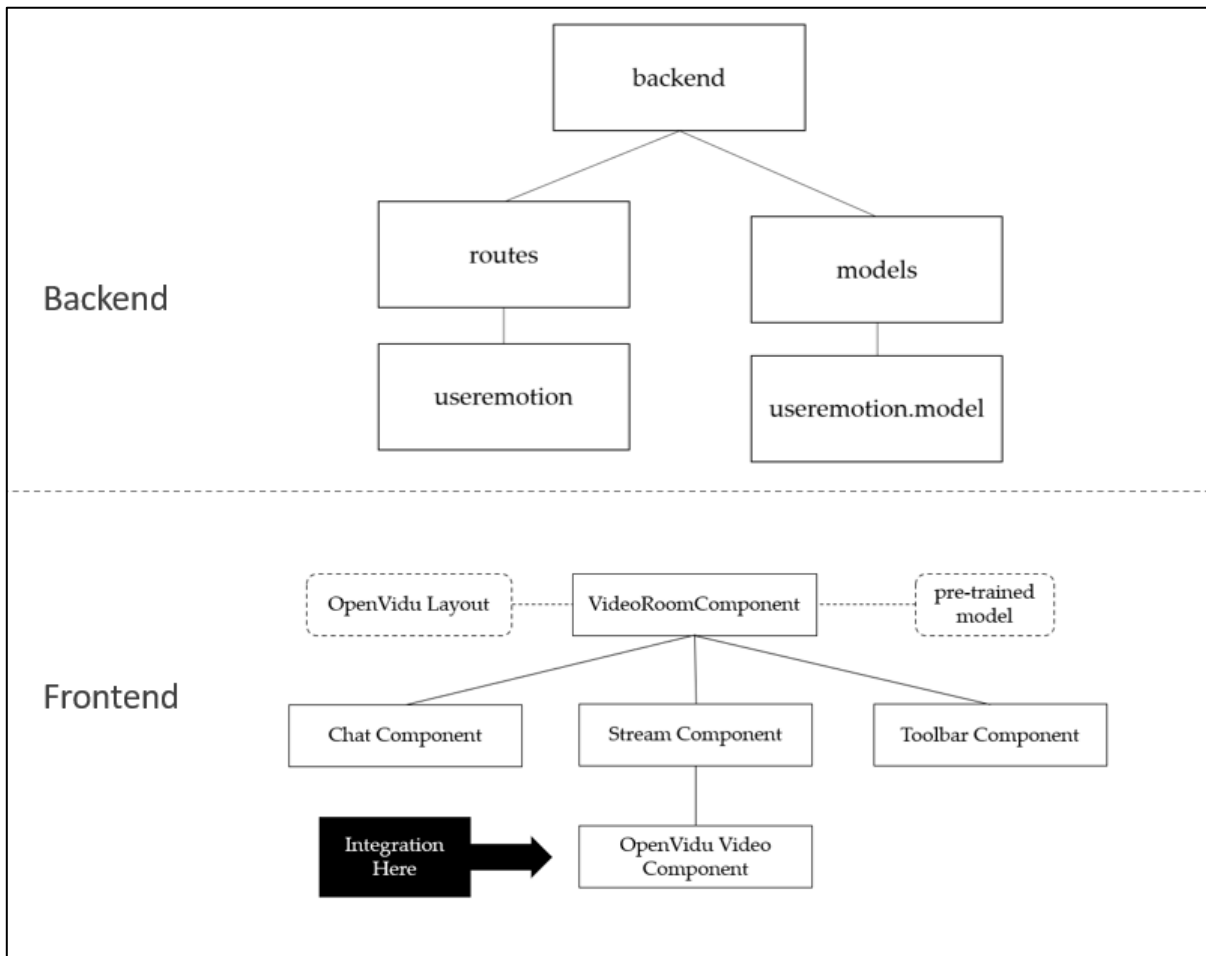 backend
routes
models
Backend
useremotion
useremotion.model
OpenVidu Layout
VideoRoomComponent
pre-trained
model
Frontend
Chat Component
Stream Component
Toolbar Component
Integration
Here
OpenVidu Video
Component